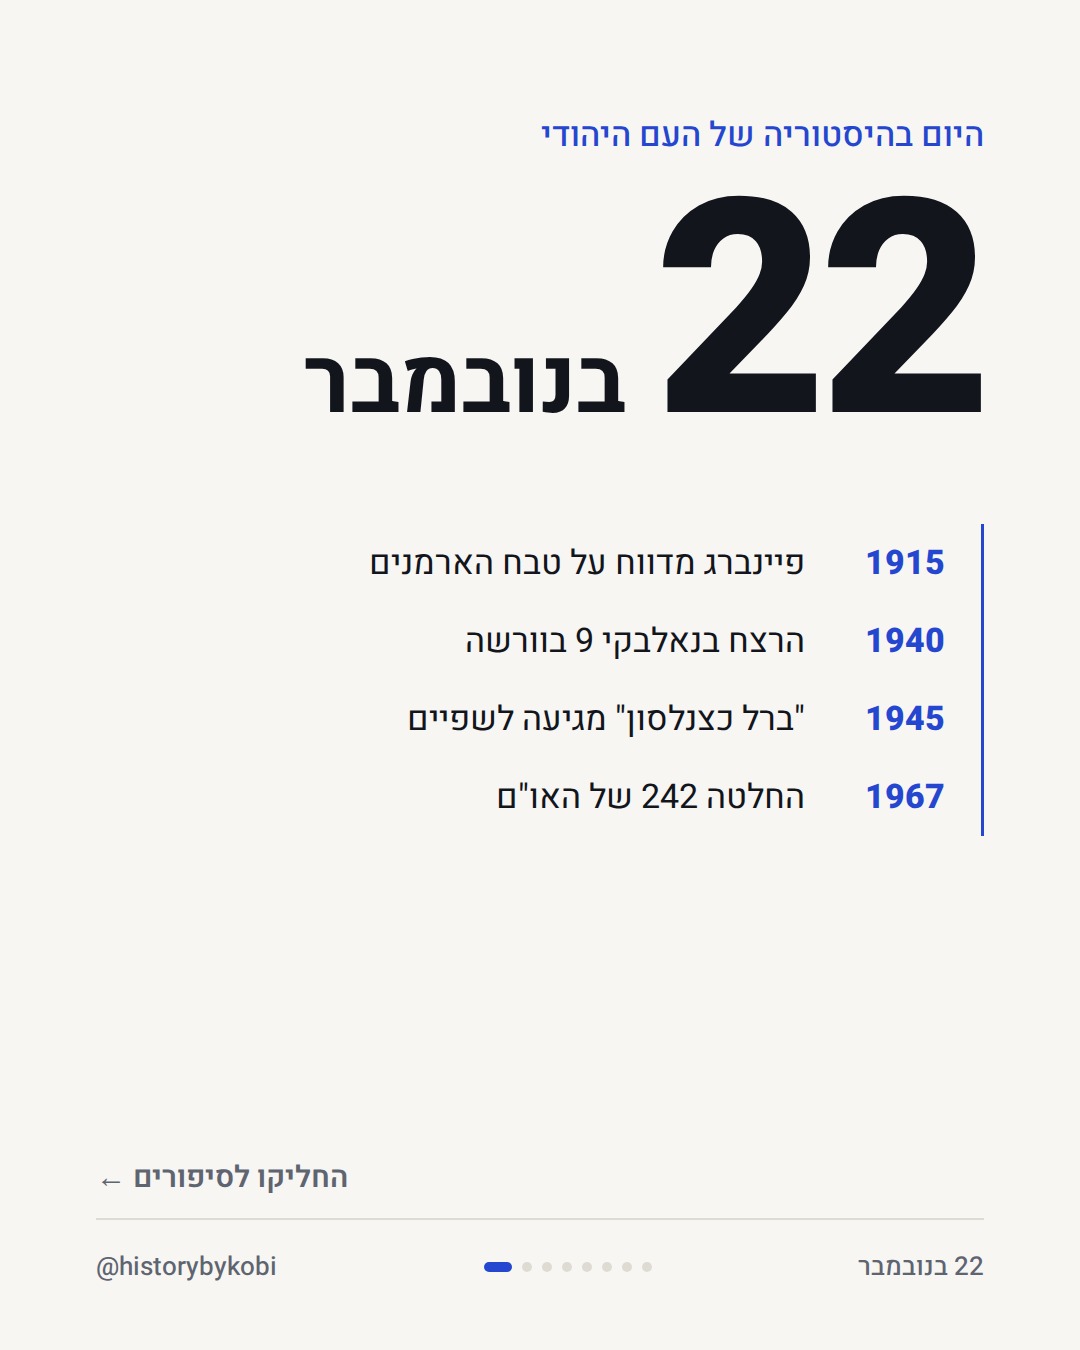 היום בהיסטוריה של העם היהודי
22 בנובמבר
1915 פיינברג מדווח על טבח הארמנים
1940 הרצח בנאלבקי 9 בוורשה
1945 "ברל כצנלסון" מגיעה לשפיים
1967 החלטה 242 של האו"ם
החליקו לסיפורים ←
22 בנובמבר
@historybykobi